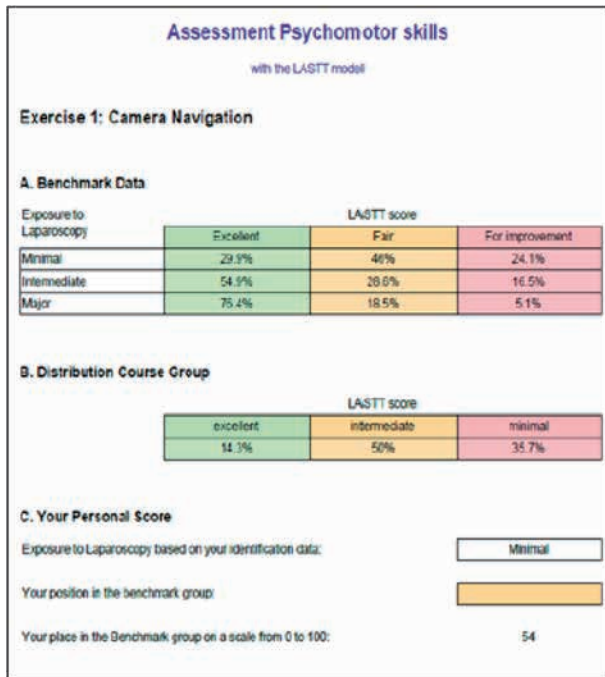 Assessment Psychomotor skills
with the LASTT modell
Exercise 1: Camera Navigation
A. Benchmark Data
Exposure to Laparoscopy LASTT score
Excellent Fair For improvement
Minimal 29.9% 46% 24.1%
Intermediate 54.9% 28.6% 16.5%
Major 76.4% 18.5% 5.1%
B. Distribution Course Group
LASTT score
excellent intermediate minimal
14.3% 50% 35.7%
C. Your Personal Score
Exposure to Laparoscopy based on your identification data: Minimal
Your position in the benchmark group:
Your place in the Benchmark group on a scale from 0 to 100: 54